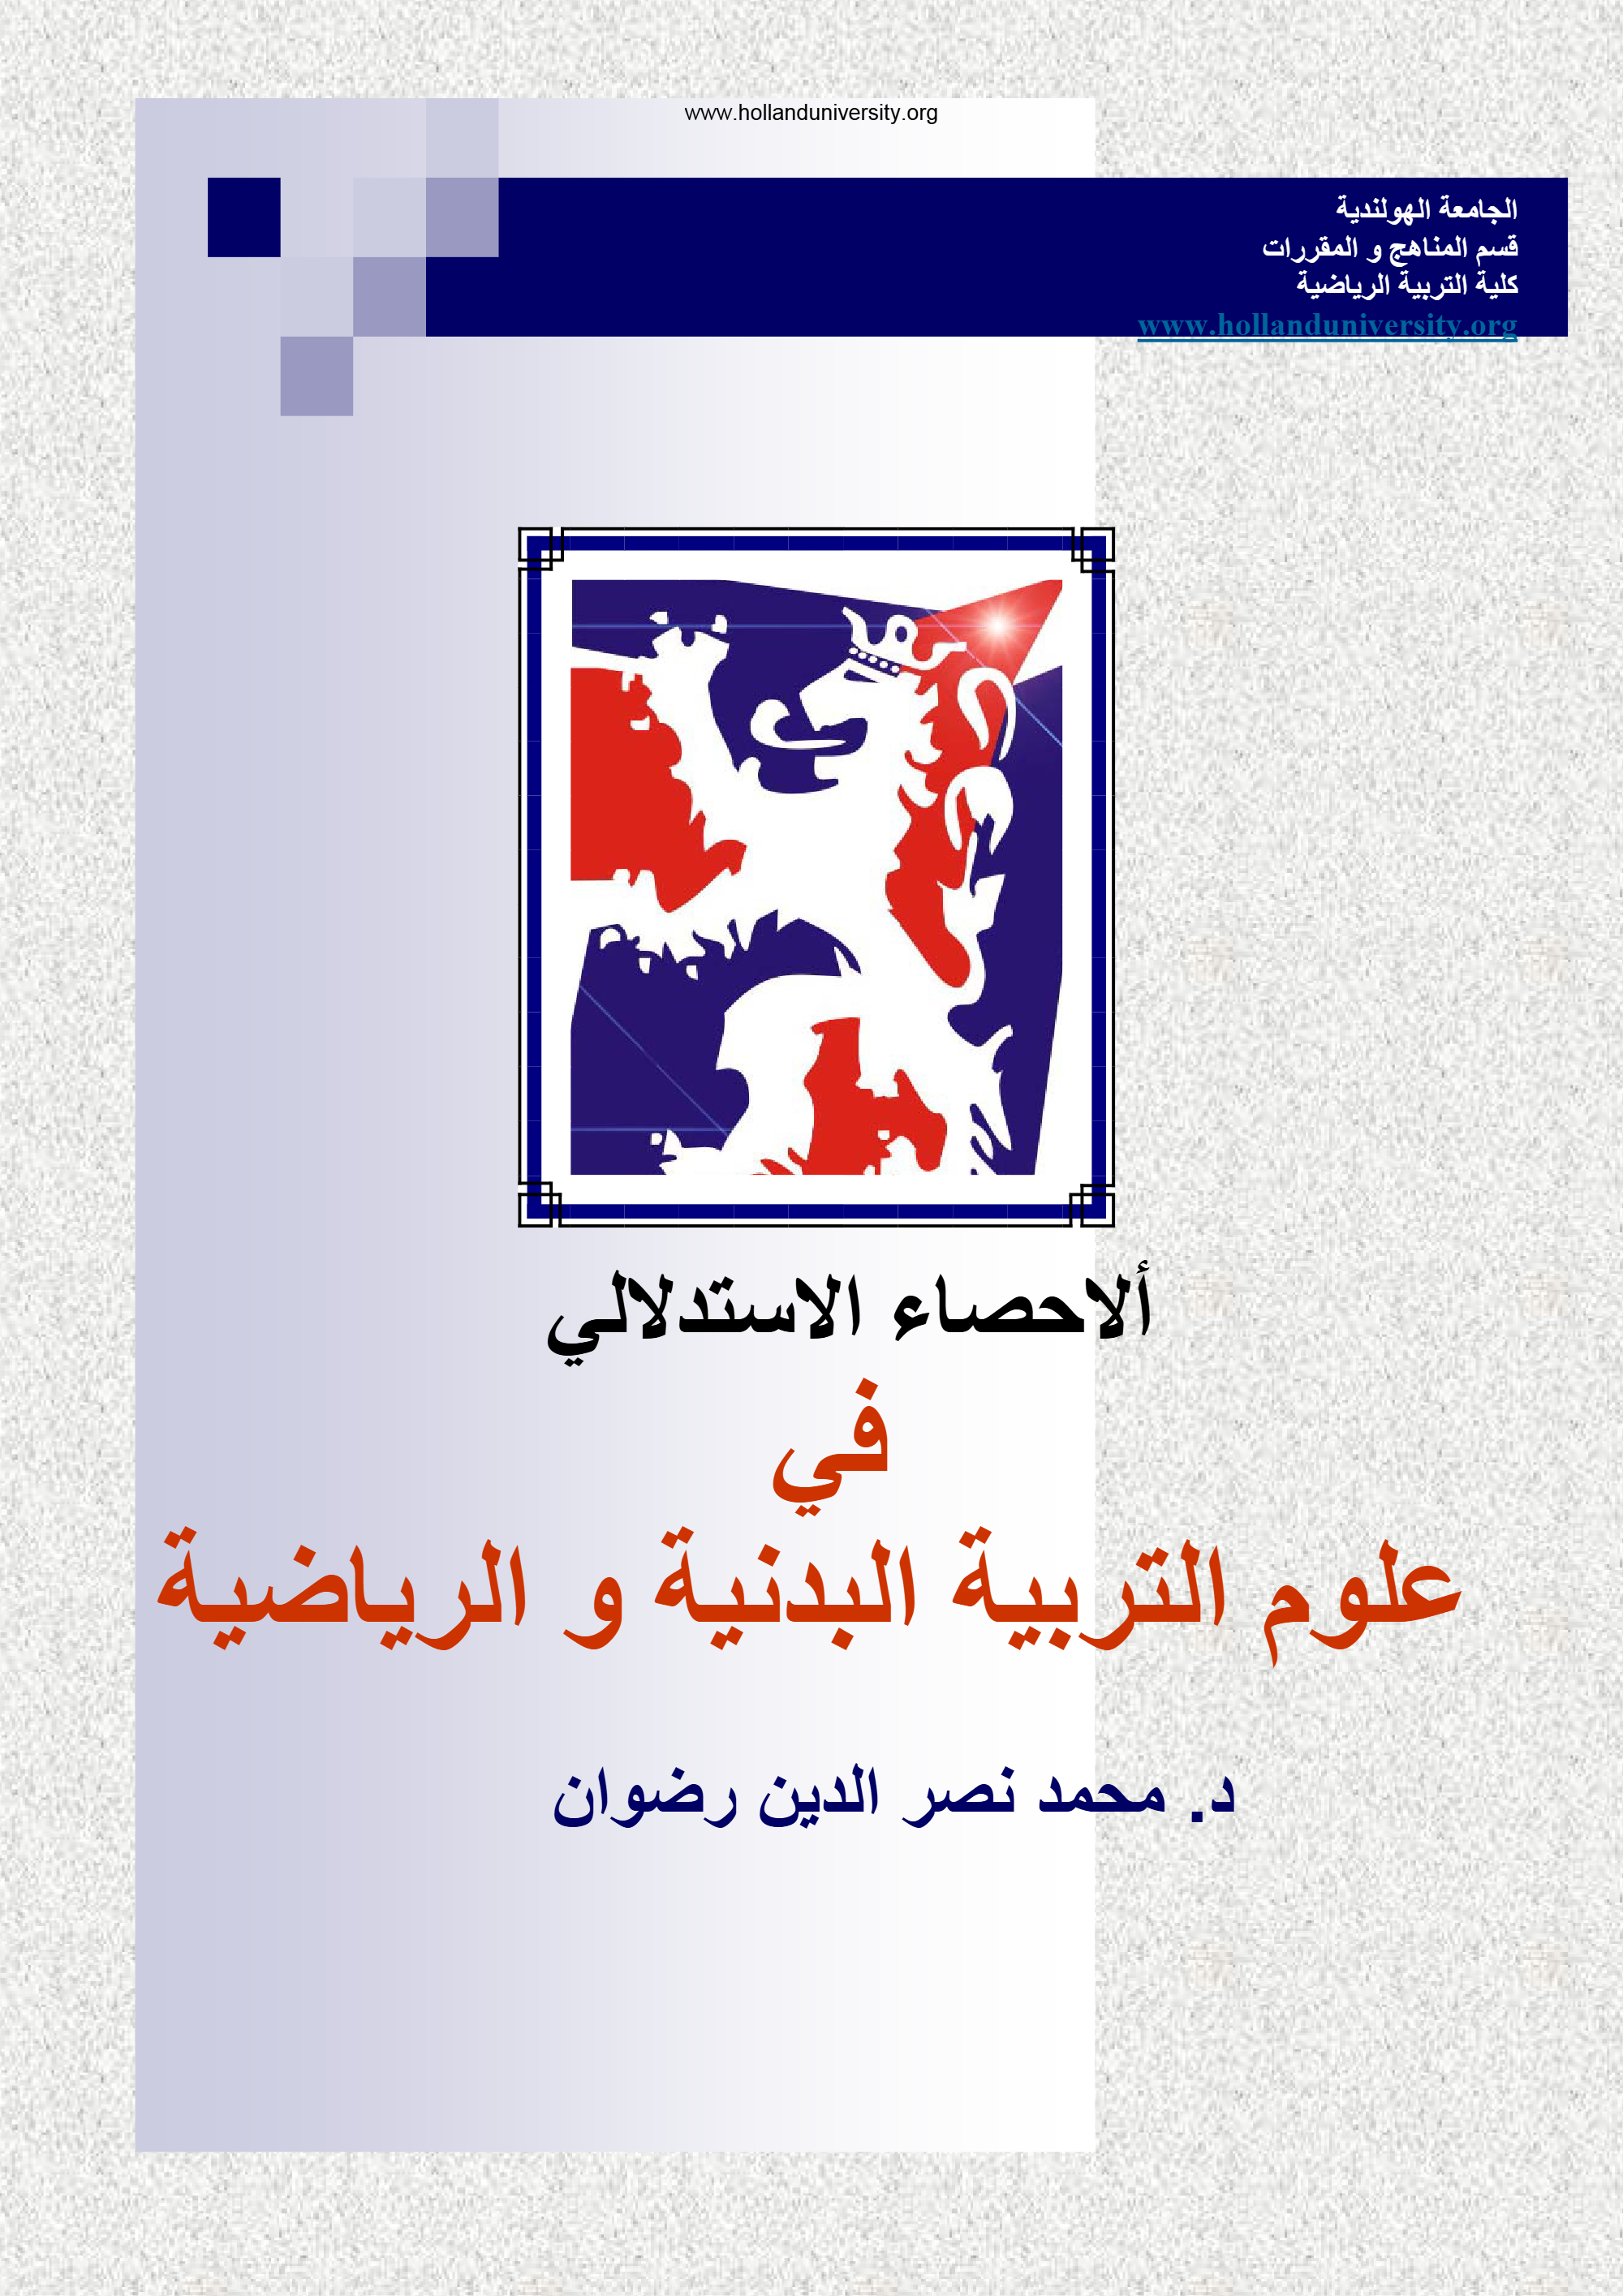 www.hollanduniversity.org
الجامعة الهولندية
قسم المناهج و المقررات
كلية التربية الرياضية
www.hollanduniversity.org
ألاحصاء الاستدلالي
في
علوم التربية البدنية و الرياضية
د. محمد نصر الدين رضوان